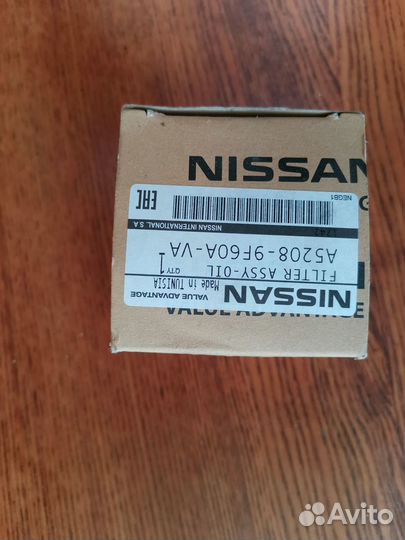 NISSAN
NISSAN
VALUE ADVANTAGE
Made in TUNISIA
FILTER ASSY-OIL
QTY 1
A5208-9F60A-VA
NISSAN INTERNATIONAL S.A
NEGB1
EAC
VALUE ADVANTAGE
Avito